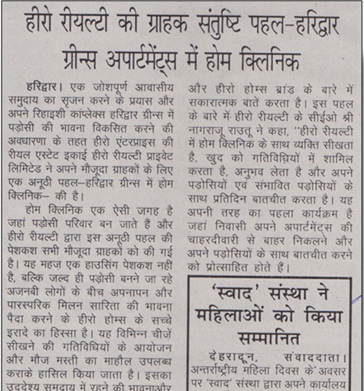 हीरो रीयल्टी की ग्राहक संतुष्टि पहल-हरिद्वार
ग्रीन्स अपार्टमेंट्स में होम क्लिनिक
हरिद्वार। एक जोशपूर्ण आवासीय
समुदाय का सृजन करने के प्रयास और
अपने रिहाइशी कांप्लेक्स हरिद्वार ग्रीन्स में
पड़ोसी की भावना विकसित करने की
अवधारणा के तहत हीरो एंटरप्राइस की
रियल एस्टेट इकाई हीरो रीयल्टी प्राइवेट
लिमिटेड ने अपने मौजूदा ग्राहकों के लिए
एक अनूठी पहल-हरिद्वार ग्रीन्स में होम
क्लिनिक- की है।
होम क्लिनिक एक ऐसी जगह है
जहां पड़ोसी परिवार बन जाते हैं और
हीरो रीयल्टी द्वारा इस अनूठी पहल की
पेशकश सभी मौजूदा ग्राहकों को की गई
है। यह महज एक हाउसिंग पेशकश नहीं
है, बल्कि जल्द ही पड़ोसी बनने जा रहे
अजनबी लोगों के बीच अपनापन और
पारस्परिक मिलन सारिता की भावना
पैदा करने के हीरो होम्स के सच्चे
इरादा का हिस्सा है। यह विभिन्न चीजें
सीखने की गतिविधियों के आयोजन
और मौज मस्ती का माहौल उपलब्ध
कराके हासिल किया जाता है। इसका
उद्देश्य समुदाय में रहने की भावनाऔर
और हीरो होम्स ब्रांड के बारे में
सकारात्मक बातें करता है। इस पहल
के बारे में हीरो रीयल्टी के सीईओ श्री
नागराजू राउतू ने कहा, "हीरो रीयल्टी
में होम क्लिनक के साथ व्यक्ति सीखता
है, खुद को गतिविधियों में शामिल
करता है, अनुभव लेता है और अपने
पड़ोसियों एवं संभावित पड़ोसियों के
साथ प्रतिदिन बातचीत करता है। यह
अपनी तरह का पहला कार्यक्रम है
जहां निवासी अपने अपार्टमेंट्स की
चाहरदीवारी से बाहर निकलने और
अपने पड़ोसियों के साथ बातचीत करने
को प्रोत्साहित होते हैं।
'स्वाद' संस्था ने
महिलाओं को किया
सम्मानित
देहरादून, संवाददाता।
अन्तर्राष्ट्रीय महिला दिवस के अवसर
पर 'स्वाद' संस्था द्वारा अपने कार्यालय